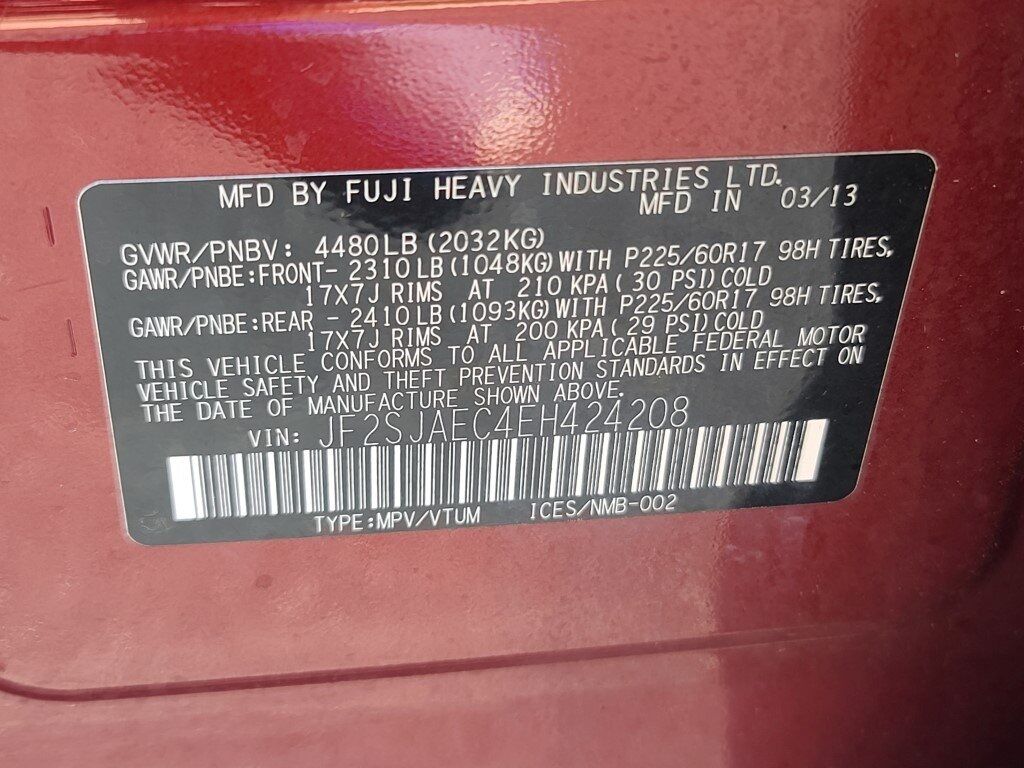 MFD BY FUJI HEAVY INDUSTRIES LTD.
MFD IN 03/13
GVWR/PNBV: 4480LB(2032KG)
GAWR/PNBE:FRONT- 2310LB(1048KG)WITH P225/60R17 98H TIRES,
17X7J RIMS AT 210 KPA(30 PSI)COLD
GAWR/PNBE:REAR - 2410LB(1093KG)WITH P225/60R17 98H TIRES,
17X7J RIMS AT 200 KPA(29 PSI)COLD
THIS VEHICLE CONFORMS TO ALL APPLICABLE FEDERAL MOTOR
VEHICLE SAFETY AND THEFT PREVENTION STANDARDS IN EFFECT ON
THE DATE OF MANUFACTURE SHOWN ABOVE.
VIN: JF2SJAEC4EH424208
TYPE:MPV/VTUM ICES/NMB-002